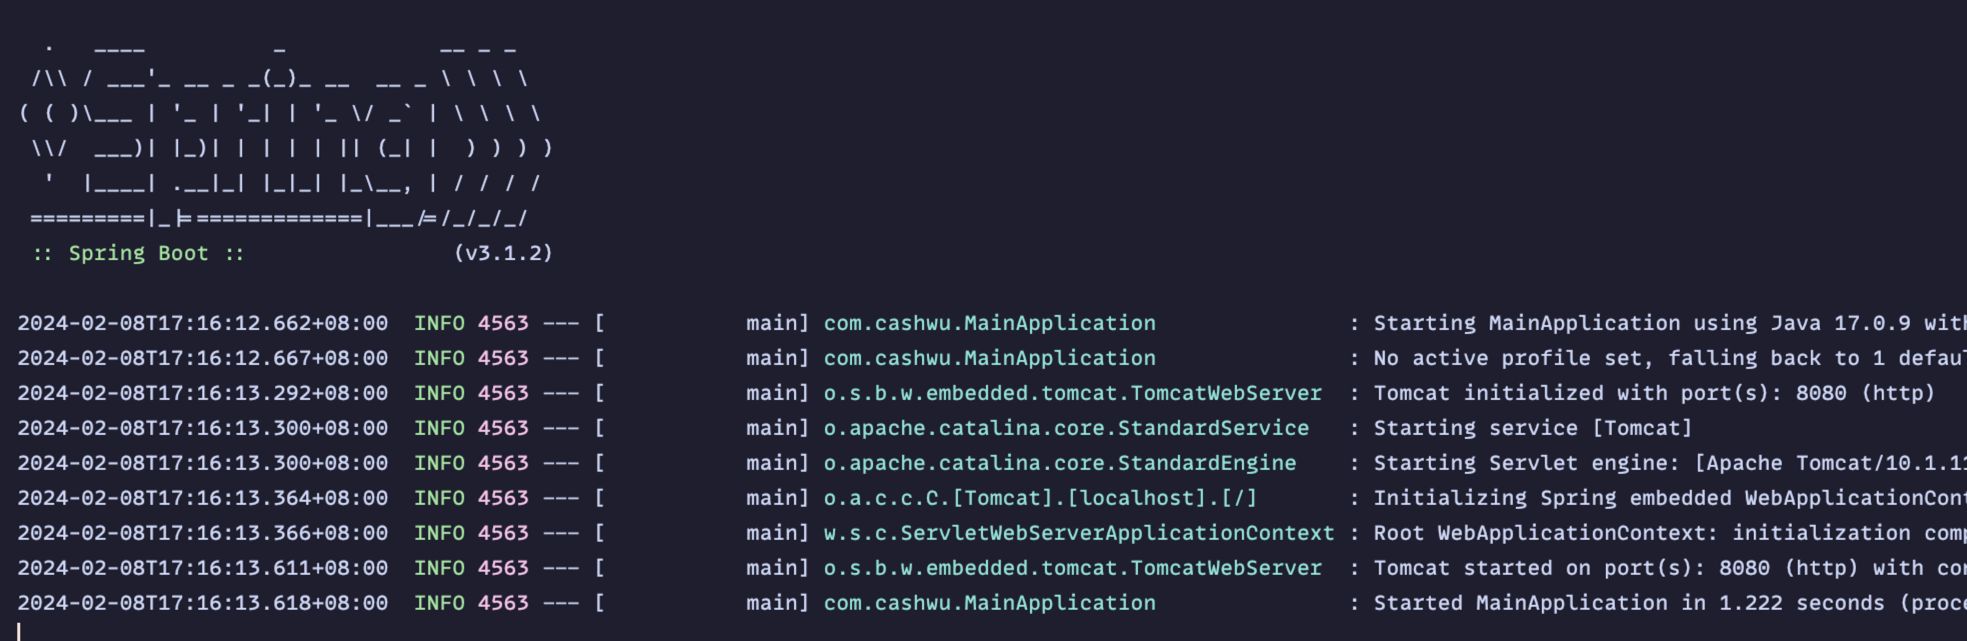 .   ____          _            __ _ _
 /\\ / ___'_ __ _ _(_)_ __  __ _ \ \ \ \
( ( )\___ | '_ | '_| | '_ \/ _` | \ \ \ \
 \\/  ___)| |_)| | | | | || (_| |  ) ) ) )
  '  |____| .__|_| |_|_| |_\__, | / / / /
 =========|_|==============|___/=/_/_/_/
 :: Spring Boot ::                (v3.1.2)
2024-02-08T17:16:12.662+08:00  INFO 4563 --- [           main] com.cashwu.MainApplication               : Starting MainApplication using Java 17.0.9 with
2024-02-08T17:16:12.667+08:00  INFO 4563 --- [           main] com.cashwu.MainApplication               : No active profile set, falling back to 1 defaul
2024-02-08T17:16:13.292+08:00  INFO 4563 --- [           main] o.s.b.w.embedded.tomcat.TomcatWebServer  : Tomcat initialized with port(s): 8080 (http)
2024-02-08T17:16:13.300+08:00  INFO 4563 --- [           main] o.apache.catalina.core.StandardService   : Starting service [Tomcat]
2024-02-08T17:16:13.300+08:00  INFO 4563 --- [           main] o.apache.catalina.core.StandardEngine    : Starting Servlet engine: [Apache Tomcat/10.1.11
2024-02-08T17:16:13.364+08:00  INFO 4563 --- [           main] o.a.c.c.C.[Tomcat].[localhost].[/]       : Initializing Spring embedded WebApplicationCont
2024-02-08T17:16:13.366+08:00  INFO 4563 --- [           main] w.s.c.ServletWebServerApplicationContext : Root WebApplicationContext: initialization comp
2024-02-08T17:16:13.611+08:00  INFO 4563 --- [           main] o.s.b.w.embedded.tomcat.TomcatWebServer  : Tomcat started on port(s): 8080 (http) with con
2024-02-08T17:16:13.618+08:00  INFO 4563 --- [           main] com.cashwu.MainApplication               : Started MainApplication in 1.222 seconds (proce